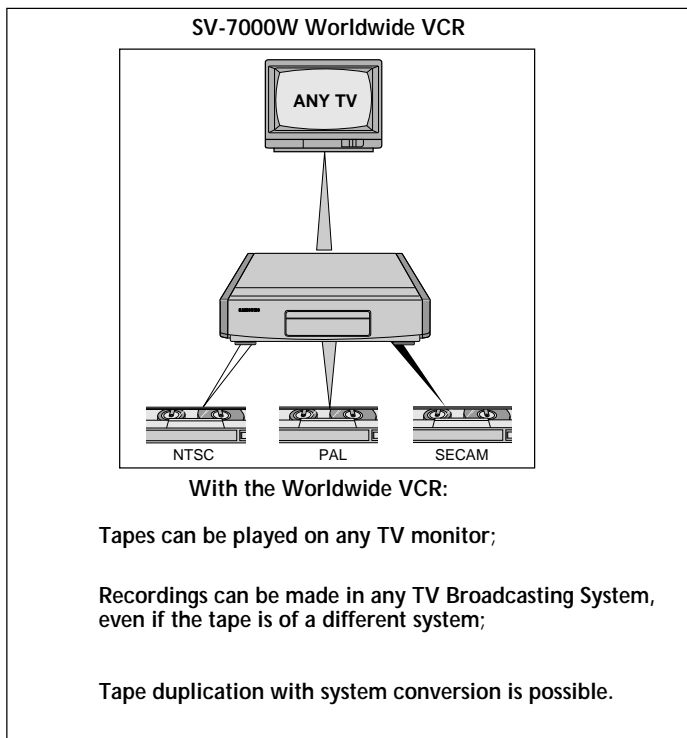 SV-7000W Worldwide VCR
ANY TV
SAMSUNG
NTSC
PAL
SECAM
With the Worldwide VCR:
Tapes can be played on any TV monitor;
Recordings can be made in any TV Broadcasting System,
even if the tape is of a different system;
Tape duplication with system conversion is possible.